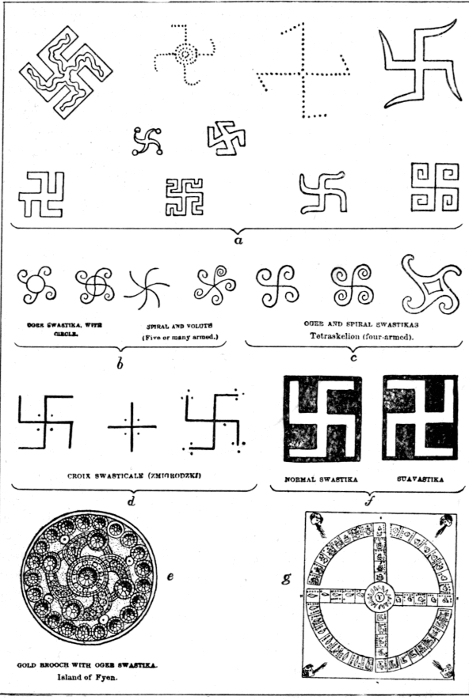 a
OGEE SWASTIKA, WITH
CIRCLE.
SPIRAL AND VOLUTE
(Five or many armed.)
OGEE AND SPIRAL SWASTIKAS
Tetraskelion (four-armed).
b
c
CROIX SWASTICALE (ZMIGRODZKI)
NORMAL SWASTIKA
SUAVASTIKA
d
f
e
g
GOLD BROOCH WITH OGEE SWASTIKA.
Island of Fyen.